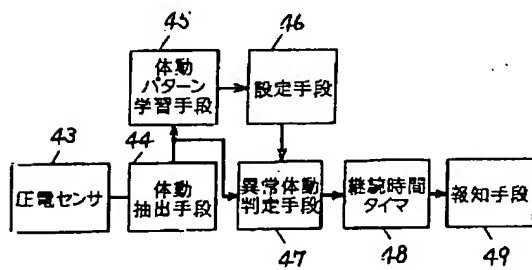 45
46
体動
パターン
学習手段
設定手段
43
44
圧電センサ
体動
抽出手段
異常体動
判定手段
継続時間
タイマ
報知手段
47
48
49